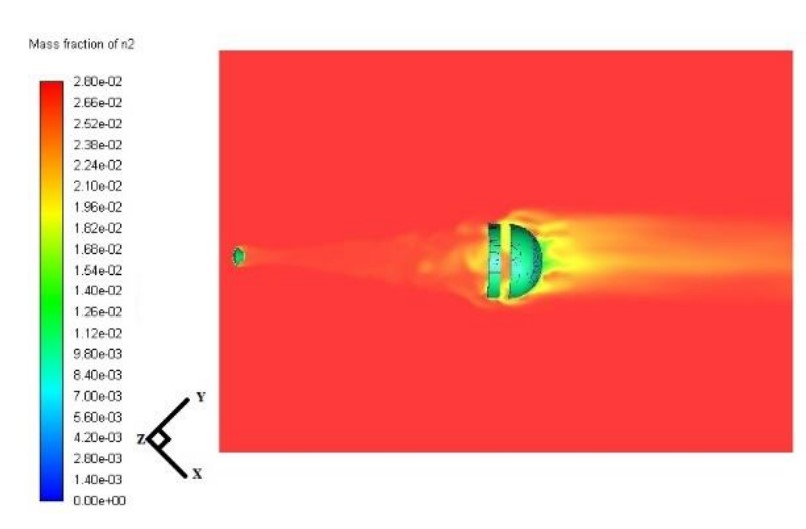 Mass fraction of n2
2.80e-02
2.66e-02
2.52e-02
2.38e-02
2.24e-02
2.10e-02
1.96e-02
1.82e-02
1.68e-02
1.54e-02
1.40e-02
1.26e-02
1.12e-02
9.80e-03
8.40e-03
7.00e-03
5.60e-03
4.20e-03
2.80e-03
1.40e-03
0.00e+00
Y
Z
X